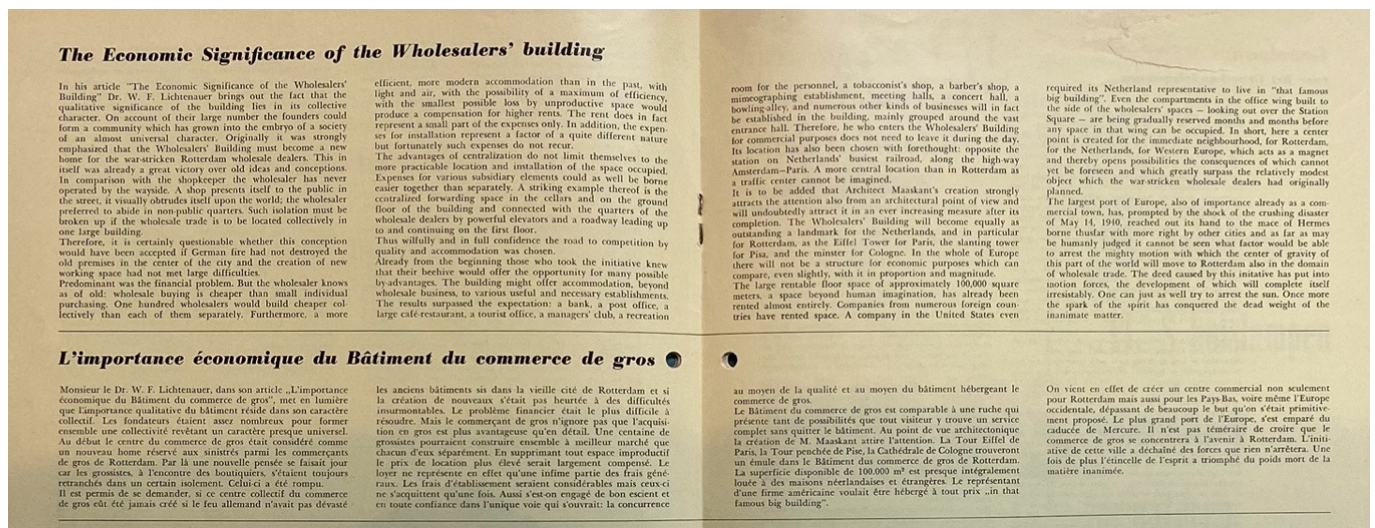 The Economic Significance of the Wholesalers' building
In his article "The Economic Significance of the Wholesalers'
Building" Dr. W. F. Lichtenauer brings out the fact that the
qualitative significance of the building lies in its collective
character. On account of their large number the founders could
form a community which has grown into the embryo of a society
of an almost universal character. Originally it was strongly
emphasized that the Wholesalers' Building must become a new
home for the war-stricken Rotterdam wholesale dealers. This in
itself was already a great victory over old ideas and conceptions.
In comparison with the shopkeeper the wholesaler has never
operated by the wayside. A shop presents itself to the public in
the street, it visually obtrudes itself upon the world; the wholesaler
preferred to abide in non-public quarters. Such isolation must be
broken up if the wholesale trade is to be located collectively in
one large building.
Therefore, it is certainly questionable whether this conception
would have been accepted if German fire had not destroyed the
old premises in the center of the city and the creation of new
working space had not met large difficulties.
Predominant was the financial problem. But the wholesaler knows
as of old: wholesale buying is cheaper than small individual
purchasing. One hundred wholesalers would build cheaper col-
lectively than each of them separately. Furthermore, a more
efficient, more modern accommodation than in the past, with
light and air, with the possibility of a maximum of efficiency,
with the smallest possible loss by unproductive space would
produce a compensation for higher rents. The rent does in fact
represent a small part of the expenses only. In addition, the expen-
ses for installation represent a factor of a quite different nature
but fortunately such expenses do not recur.
The advantages of centralization do not limit themselves to the
more practicable location and installation of the space occupied.
Expenses for various subsidiary elements could as well be borne
easier together than separately. A striking example thereof is the
centralized forwarding space in the cellars and on the ground
floor of the building and connected with the quarters of the
wholesale dealers by powerful elevators and a roadway leading up
to and continuing on the first floor.
Thus wilfully and in full confidence the road to competition by
quality and accommodation was chosen.
Already from the beginning those who took the initiative knew
that their beehive would offer the opportunity for many possible
by-advantages. The building might offer accommodation, beyond
wholesale business, to various useful and necessary establishments.
The results surpassed the expectation: a bank, a post office, a
large café-restaurant, a tourist office, a managers' club, a recreation
room for the personnel, a tobacconist's shop, a barber's shop, a
mimeographing establishment, meeting halls, a concert hall, a
bowling-alley, and numerous other kinds of businesses will in fact
be established in the building, mainly grouped around the vast
entrance hall. Therefore, he who enters the Wholesalers' Building
for commercial purposes does not need to leave it during the day.
Its location has also been chosen with forethought: opposite the
station on Netherlands' busiest railroad, along the high-way
Amsterdam–Paris. A more central location than in Rotterdam as
a traffic center cannot be imagined.
It is to be added that Architect Maaskant's creation strongly
attracts the attention also from an architectural point of view and
will undoubtedly attract it in an ever increasing measure after its
completion. The Wholesalers' Building will become equally as
outstanding a landmark for the Netherlands, and in particular
for Rotterdam, as the Eiffel Tower for Paris, the slanting tower
for Pisa, and the minster for Cologne. In the whole of Europe
there will not be a structure for economic purposes which can
compare, even slightly, with it in proportion and magnitude.
The large rentable floor space of approximately 100,000 square
meters, a space beyond human imagination, has already been
rented almost entirely. Companies from numerous foreign coun-
tries have rented space. A company in the United States even
required its Netherland representative to live in "that famous
big building". Even the compartments in the office wing built to
the side of the wholesalers' spaces – looking out over the Station
Square – are being gradually reserved months and months before
any space in that wing can be occupied. In short, here a center
point is created for the immediate neighbourhood, for Rotterdam,
for the Netherlands, for Western Europe, which acts as a magnet
and thereby opens possibilities the consequences of which cannot
yet be foreseen and which greatly surpass the relatively modest
object which the war-stricken wholesale dealers had originally
planned.
The largest port of Europe, also of importance already as a com-
mercial town, has, prompted by the shock of the crushing disaster
of May 14, 1940, reached out its hand to the mace of Hermes
borne thusfar with more right by other cities and as far as may
be humanly judged it cannot be seen what factor would be able
to arrest the mighty motion with which the center of gravity of
this part of the world will move to Rotterdam also in the domain
of wholesale trade. The deed caused by this initative has put into
motion forces, the development of which will complete itself
irresistably. One can just as well try to arrest the sun. Once more
the spark of the spirit has conquered the dead weight of the
inanimate matter.
L'importance économique du Bâtiment du commerce de gros
Monsieur le Dr. W. F. Lichtenauer, dans son article „L'importance
économique du Bâtiment du commerce de gros", met en lumière
que l'importance qualitative du bâtiment réside dans son caractère
collectif. Les fondateurs étaient assez nombreux pour former
ensemble une collectivité revêtant un caractère presque universel.
Au début le centre du commerce de gros était considéré comme
un nouveau home réservé aux sinistrés parmi les commerçants
de gros de Rotterdam. Par là une nouvelle pensée se faisait jour
car les grossistes, à l'encontre des boutiquiers, s'étaient toujours
retranchés dans un certain isolement. Celui-ci a été rompu.
Il est permis de se demander, si ce centre collectif du commerce
de gros eût été jamais créé si le feu allemand n'avait pas dévasté
les anciens bâtiments sis dans la vieille cité de Rotterdam et si
la création de nouveaux s'était pas heurtée à des difficultés
insurmontables. Le problème financier était le plus difficile à
résoudre. Mais le commerçant de gros n'ignore pas que l'acquisi-
tion en gros est plus avantageuse qu'en détail. Une centaine de
grossistes pourraient construire ensemble à meilleur marché que
chacun d'eux séparément. En supprimant tout espace improductif
le prix de location plus élevé serait largement compensé. Le
loyer ne représente en effet qu'une infime partie des frais géné-
raux. Les frais d'établissement seraient considérables mais ceux-ci
ne s'acquittent qu'une fois. Aussi s'est-on engagé de bon escient et
en toute confiance dans l'unique voie qui s'ouvrait: la concurrence
au moyen de la qualité et au moyen du bâtiment hébergeant le
commerce de gros.
Le Bâtiment du commerce de gros est comparable à une ruche qui
présente tant de possibilités que tout visitant y trouve un service
complet sans quitter le bâtiment. Au point de vue architectonique
la création de M. Maaskant attire l'attention. La Tour Eiffel de
Paris, la Tour penchée de Pise, la Cathédrale de Cologne trouveront
un émule dans le Bâtiment dus commerce de gros de Rotterdam.
La superficie disponible de 100.000 m² est presque intégralement
louée à des maisons néerlandaises et étrangères. Le représentant
d'une firme américaine voulait être hébergé à tout prix „in that
famous big building".
On vient en effet de créer un centre commercial non seulement
pour Rotterdam mais aussi pour les Pays-Bas, voire même l'Europe
occidentale, dépassant de beaucoup le but qu'on s'était primitive-
ment proposé. Le plus grand port de l'Europe, s'est emparé du
caducée de Mercure. Il n'est pas téméraire de croire que le
commerce de gros se concentrera à l'avenir à Rotterdam. L'initi-
ative de cette ville a déchaîné des forces que rien n'arrêtera. Une
fois de plus l'étincelle de l'esprit a triomphé du poids mort de la
matière inanimée.